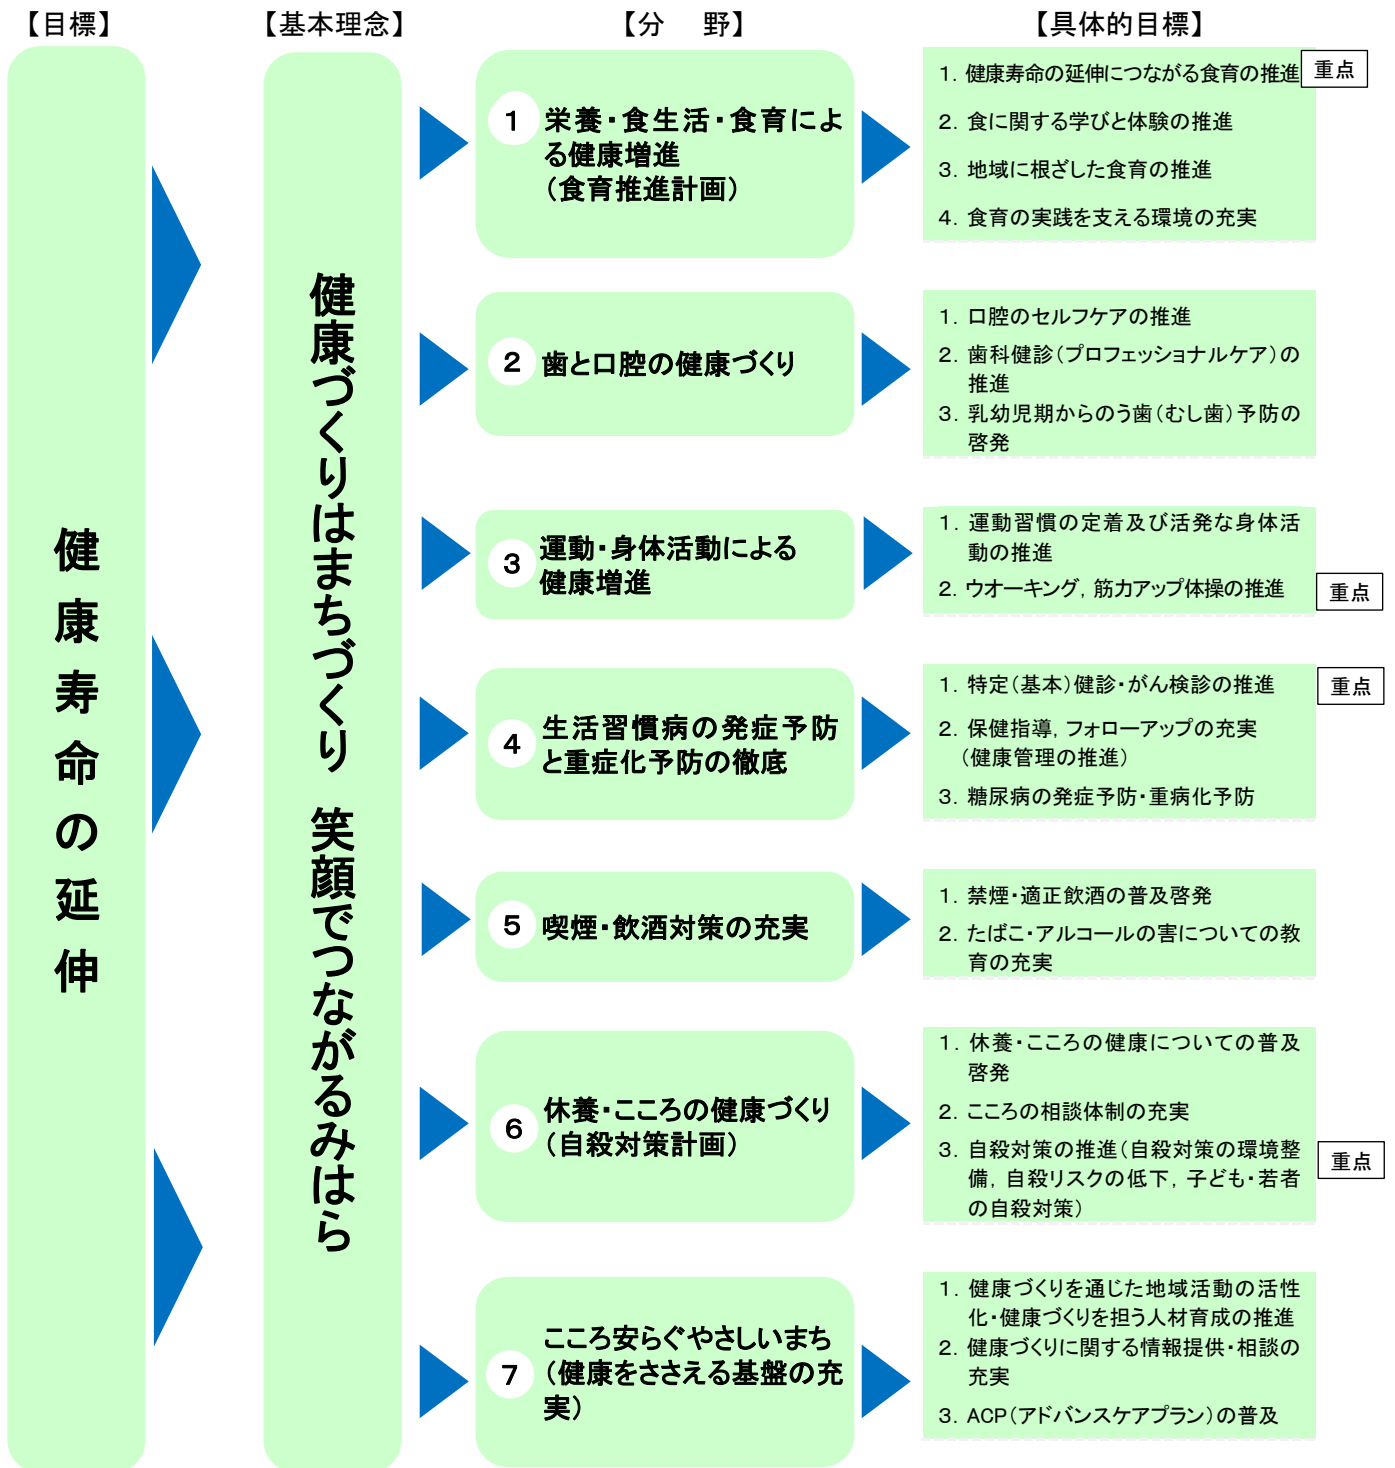 【目標】
【基本理念】
【分　野】
【具体的目標】
健康寿命の延伸
健康づくりはまちづくり　笑顔でつながるみはら
1 栄養・食生活・食育によ
る健康増進
（食育推進計画）
1. 健康寿命の延伸につながる食育の推進 重点
2. 食に関する学びと体験の推進
3. 地域に根ざした食育の推進
4. 食育の実践を支える環境の充実
2 歯と口腔の健康づくり
1. 口腔のセルフケアの推進
2. 歯科健診（プロフェッショナルケア）の
推進
3. 乳幼児期からのう歯（むし歯）予防の
啓発
3 運動・身体活動による
健康増進
1. 運動習慣の定着及び活発な身体活
動の推進
2. ウオーキング，筋力アップ体操の推進 重点
4 生活習慣病の発症予防
と重症化予防の徹底
1. 特定（基本）健診・がん検診の推進 重点
2. 保健指導，フォローアップの充実
（健康管理の推進）
3. 糖尿病の発症予防・重病化予防
5 喫煙・飲酒対策の充実
1. 禁煙・適正飲酒の普及啓発
2. たばこ・アルコールの害についての教
育の充実
6 休養・こころの健康づくり
（自殺対策計画）
1. 休養・こころの健康についての普及
啓発
2. こころの相談体制の充実
3. 自殺対策の推進（自殺対策の環境整
備，自殺リスクの低下，子ども・若者
の自殺対策）
重点
7 こころ安らぐやさしいまち
（健康をささえる基盤の充
実）
1. 健康づくりを通じた地域活動の活性
化・健康づくりを担う人材育成の推進
2. 健康づくりに関する情報提供・相談の
充実
3. ACP（アドバンスケアプラン）の普及